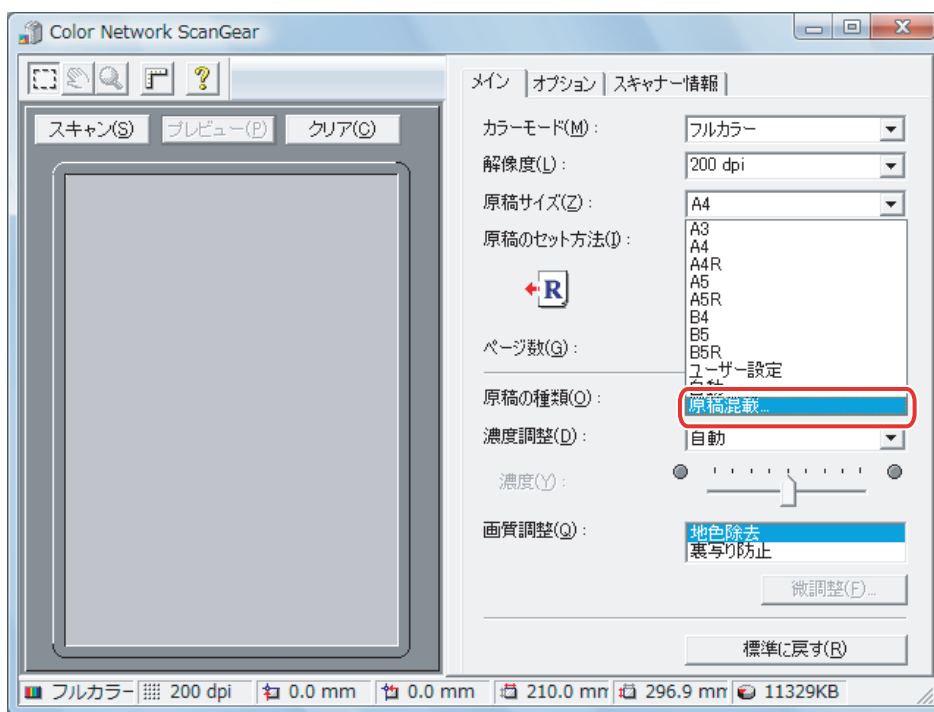 Color Network ScanGear
スキャン(S) プレビュー(P) クリア(C)
メイン オプション スキャナー情報
カラーモード(M): フルカラー
解像度(L): 200 dpi
原稿サイズ(Z): A4
A3
A4
A4R
A5
A5R
B4
B5
B5R
ユーザー設定
自動
原稿混載...
原稿のセット方法(I):
R
ページ数(G):
原稿の種類(O):
濃度調整(D): 自動
濃度(Y):
画質調整(Q): 地色除去
裏写り防止
微調整(F)...
標準に戻す(R)
フルカラー 200 dpi 0.0 mm 0.0 mm 210.0 mm 296.9 mm 11329KB